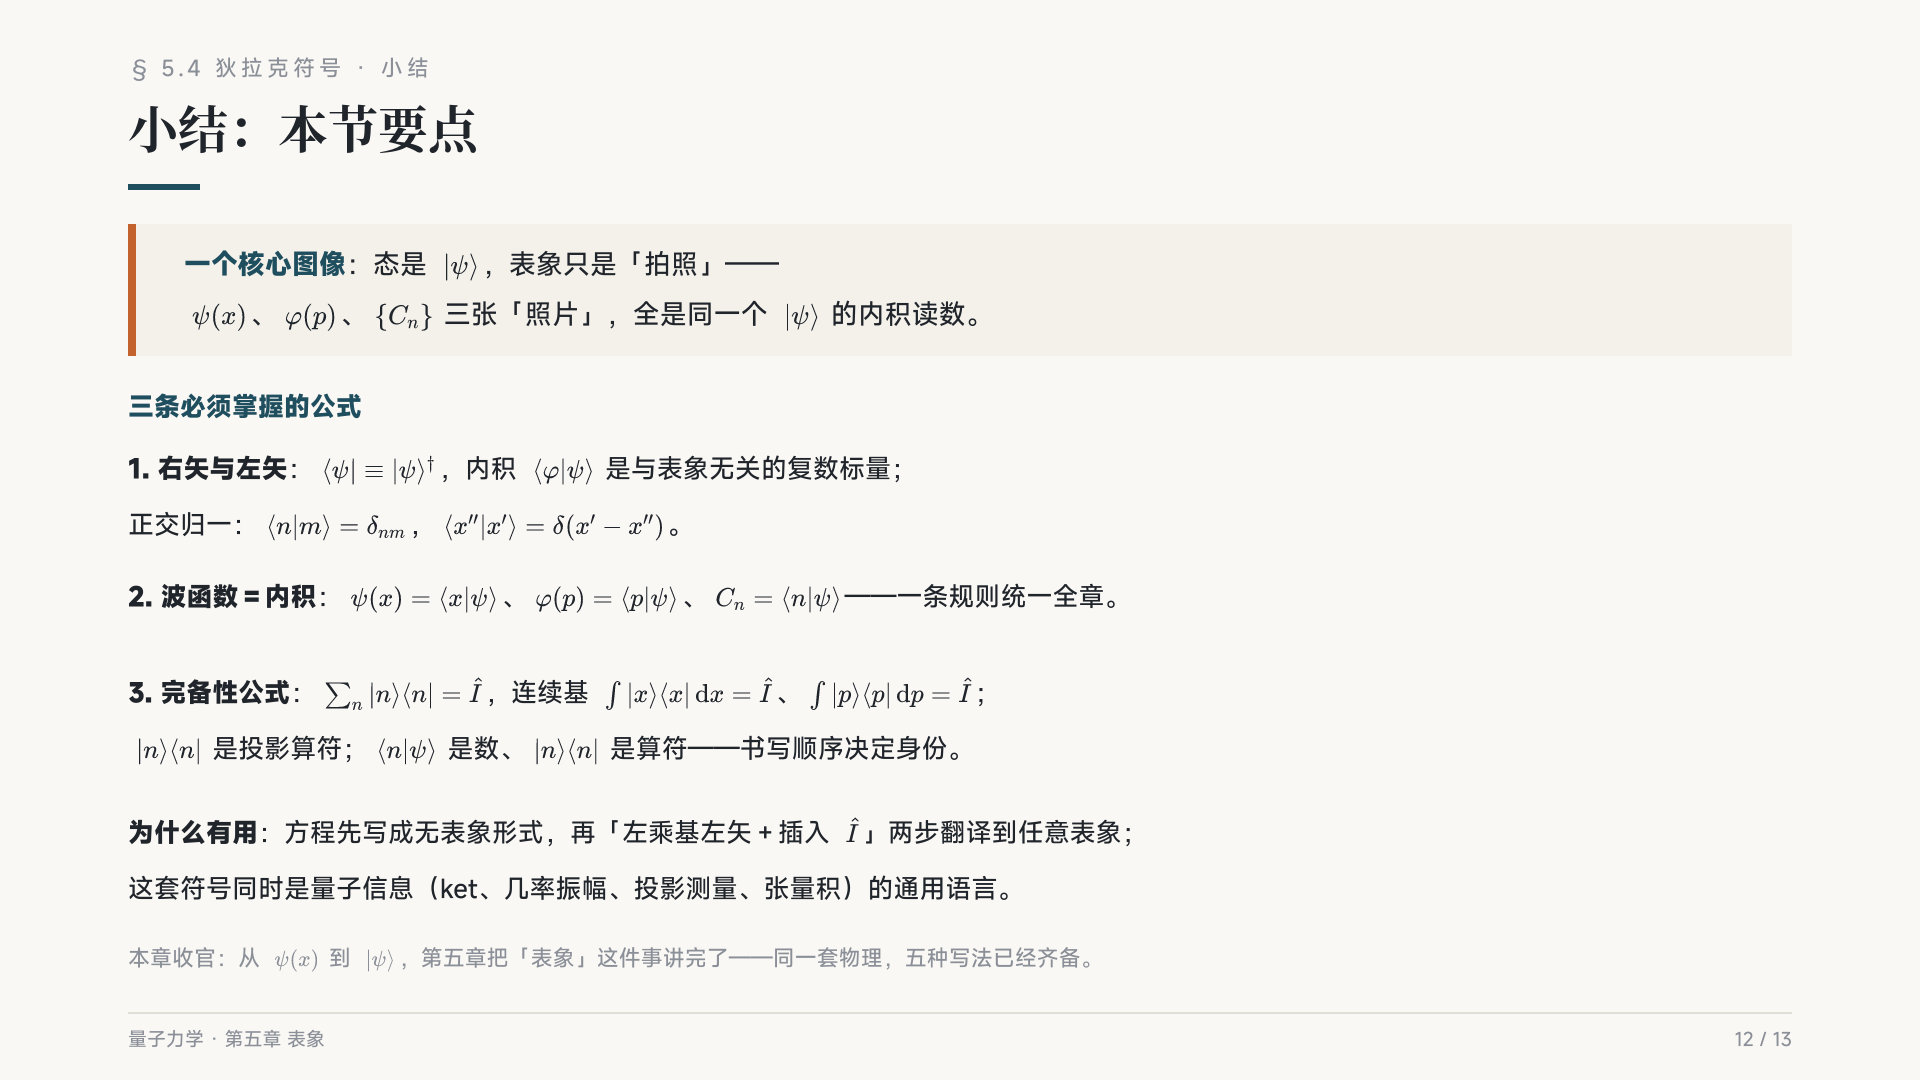 § 5.4 狄拉克符号 · 小结
小结：本节要点
一个核心图像：态是 |ψ⟩，表象只是「拍照」——
ψ(x)、φ(p)、{Cₙ} 三张「照片」，全是同一个 |ψ⟩ 的内积读数。
三条必须掌握的公式
1. 右矢与左矢：⟨ψ| ≡ |ψ⟩†，内积 ⟨φ|ψ⟩ 是与表象无关的复数标量；
正交归一：⟨n|m⟩ = δₙₘ，⟨x″|x′⟩ = δ(x′ − x″)。
2. 波函数 = 内积：ψ(x) = ⟨x|ψ⟩、φ(p) = ⟨p|ψ⟩、Cₙ = ⟨n|ψ⟩——一条规则统一全章。
3. 完备性公式：∑ₙ |n⟩⟨n| = Î，连续基 ∫ |x⟩⟨x| dx = Î、∫ |p⟩⟨p| dp = Î；
|n⟩⟨n| 是投影算符；⟨n|ψ⟩ 是数、|n⟩⟨n| 是算符——书写顺序决定身份。
为什么有用：方程先写成无表象形式，再「左乘基左矢 + 插入 Î」两步翻译到任意表象；
这套符号同时是量子信息（ket、几率振幅、投影测量、张量积）的通用语言。
本章收官：从 ψ(x) 到 |ψ⟩，第五章把「表象」这件事讲完了——同一套物理，五种写法已经齐备。
量子力学 · 第五章 表象
12 / 13